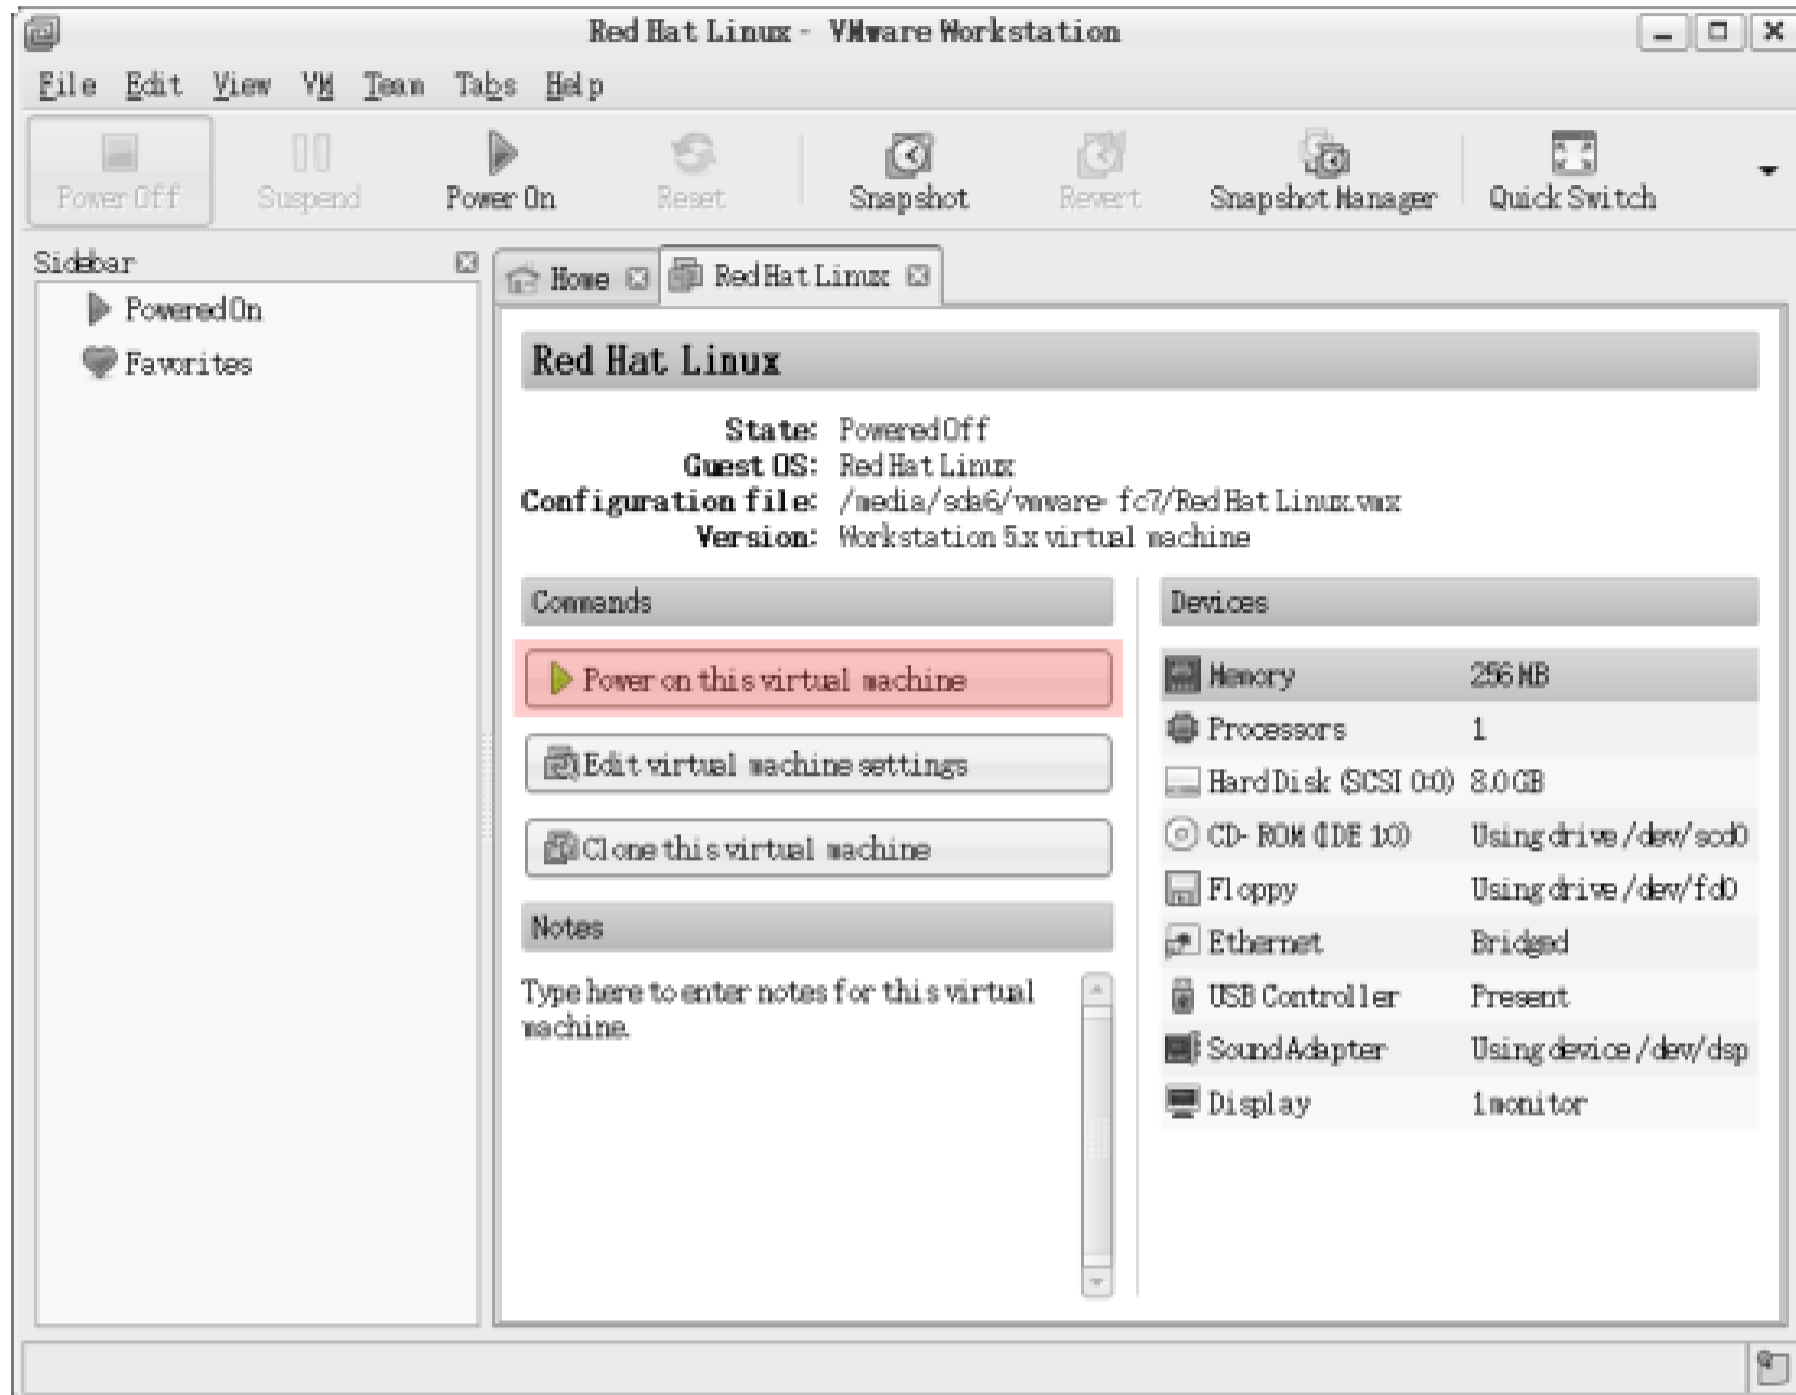 Red Hat Linux - VMware Workstation
File Edit View VM Team Tabs Help
Power Off Suspend Power On Reset Snapshot Revert Snapshot Manager Quick Switch
Sidebar
Powered On
Favorites
Home Red Hat Linux
Red Hat Linux
State: Powered Off
Guest OS: Red Hat Linux
Configuration file: /media/sda6/vmware-fc7/Red Hat Linux.vmx
Version: Workstation 5.x virtual machine
Commands
Power on this virtual machine
Edit virtual machine settings
Clone this virtual machine
Notes
Type here to enter notes for this virtual
machine.
Devices
Memory 256 MB
Processors 1
Hard Disk (SCSI 0:0) 8.0 GB
CD-ROM (IDE 1:0) Using drive /dev/scd0
Floppy Using drive /dev/fd0
Ethernet Bridged
USB Controller Present
Sound Adapter Using device /dev/dsp
Display 1 monitor